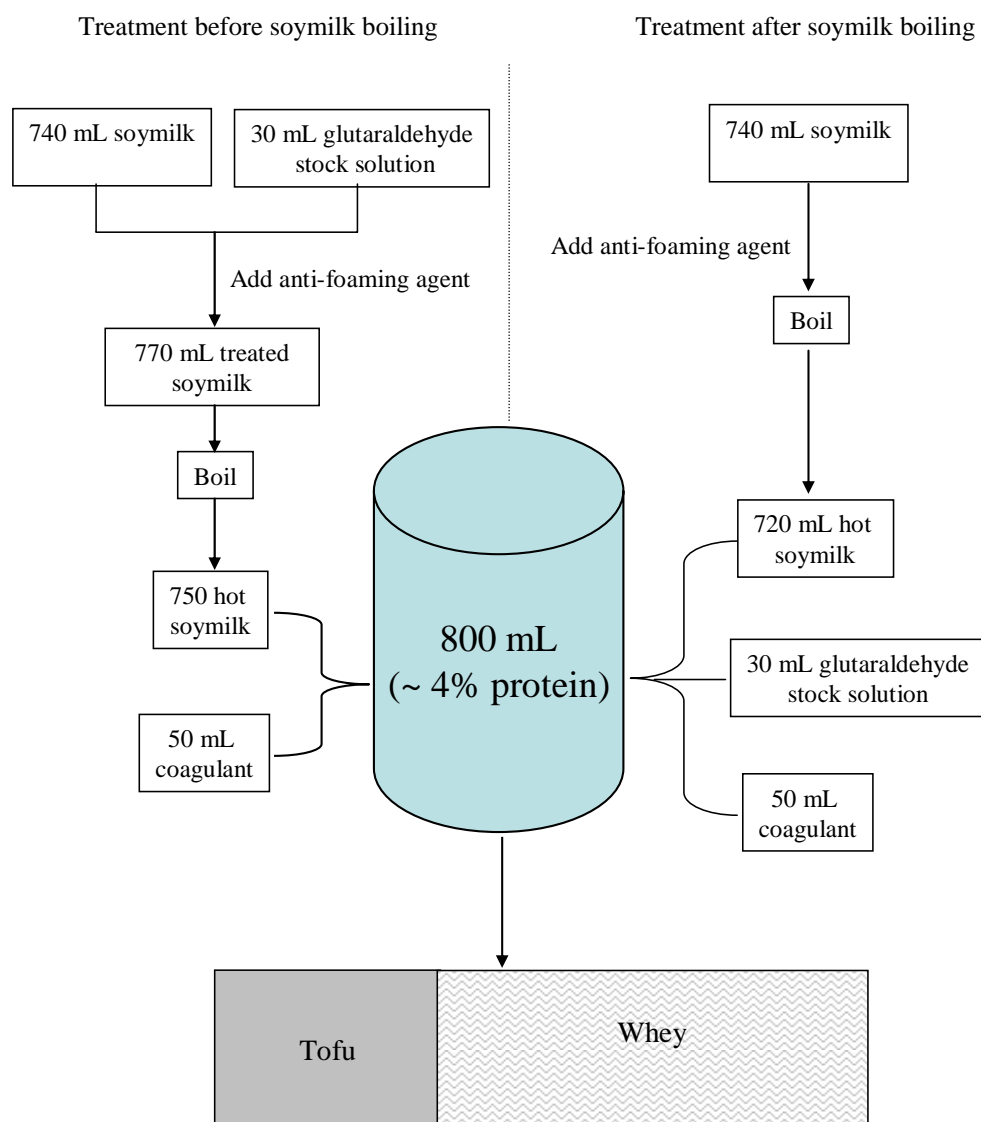 Treatment before soymilk boiling
740 mL soymilk
30 mL glutaraldehyde
stock solution
Add anti-foaming agent
770 mL treated
soymilk
Boil
750 hot
soymilk
50 mL
coagulant
Treatment after soymilk boiling
740 mL soymilk
Add anti-foaming agent
Boil
720 mL hot
soymilk
30 mL glutaraldehyde
stock solution
50 mL
coagulant
800 mL
(~ 4% protein)
Tofu
Whey